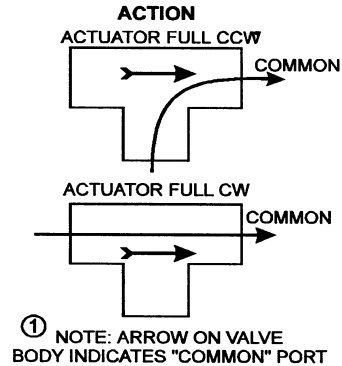 ACTION
ACTUATOR FULL CCW
COMMON
ACTUATOR FULL CW
COMMON
1 NOTE: ARROW ON VALVE
BODY INDICATES "COMMON" PORT